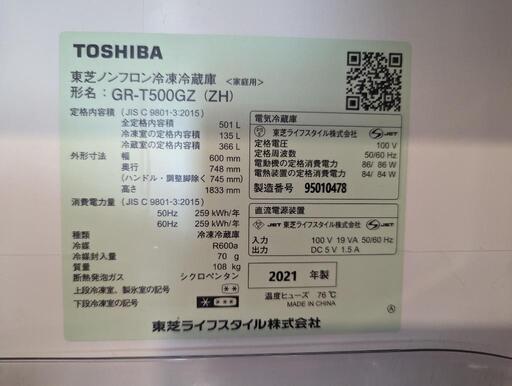 TOSHIBA
東芝ノンフロン冷凍冷蔵庫 <家庭用>
形名: GR-T500GZ (ZH)
定格内容積 (JIS C 9801-3:2015)
全定格内容積 501 L
冷凍室の定格内容積 135 L
冷蔵室の定格内容積 366 L
外形寸法 幅 600 mm
奥行 748 mm
(ハンドル・調整脚除く 745 mm)
高さ 1833 mm
消費電力量 (JIS C 9801-3:2015)
50Hz 259 kWh/年
60Hz 259 kWh/年
種類 冷凍冷蔵庫
冷媒 R600a
冷媒封入量 70 g
質量 108 kg
断熱発泡ガス シクロペンタン
上段冷凍室、製氷室の記号 **
下段冷凍室の記号 * ***
電気冷蔵庫
東芝ライフスタイル株式会社 JET
定格電圧 100 V
定格周波数 50/60 Hz
電動機の定格消費電力 86/ 86 W
電熱装置の定格消費電力 84/ 84 W
製造番号 95010478
直流電源装置
JET 東芝ライフスタイル株式会社 JET
入力 100 V 19 VA 50/60 Hz
出力 DC 5 V 1.5 A
2021 年製
温度ヒューズ 76℃
MADE IN CHINA
Ⓐ
東芝ライフスタイル株式会社